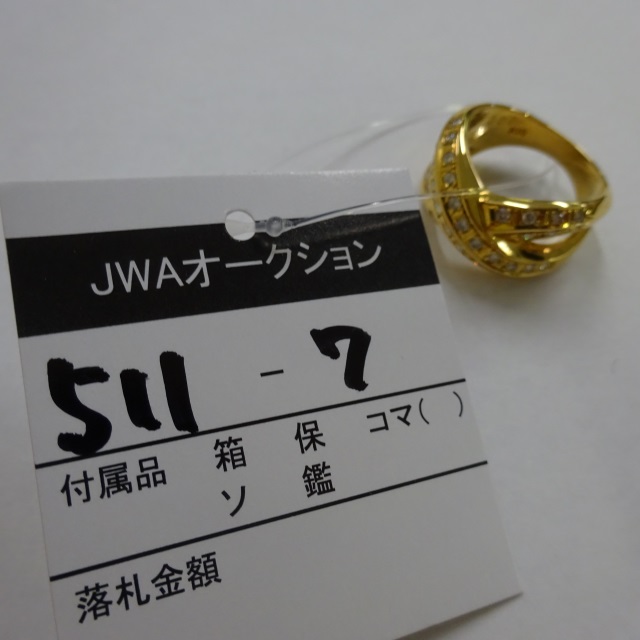 JWAオークション
511 - 7
付属品 箱 保 コマ( )
ソ 鑑
落札金額